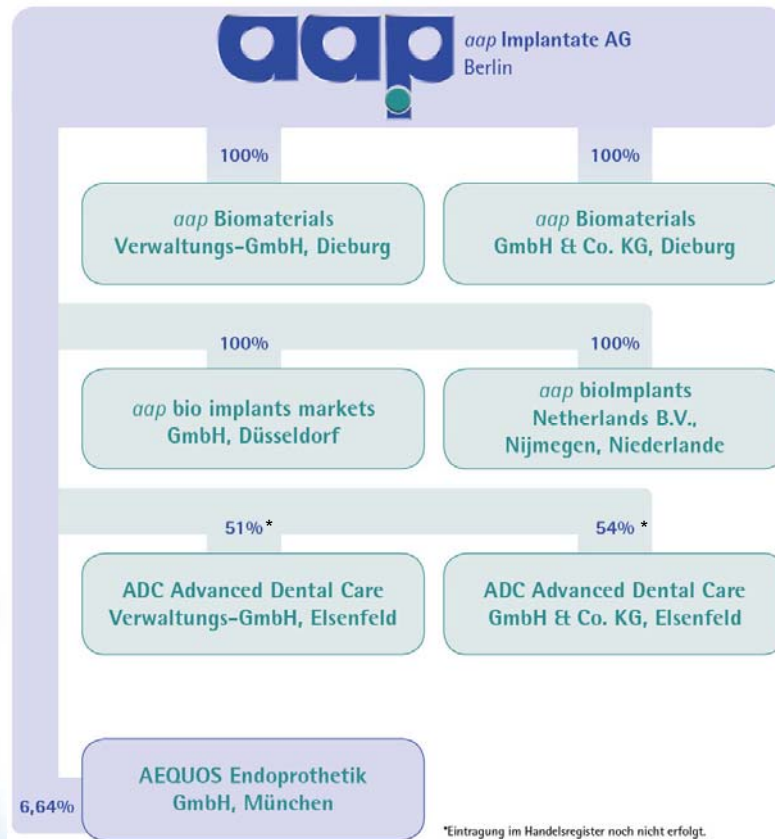 aap
aap Implantate AG
Berlin
100%
100%
aap Biomaterials
Verwaltungs-GmbH, Dieburg
aap Biomaterials
GmbH & Co. KG, Dieburg
100%
100%
aap bio implants markets
GmbH, Düsseldorf
aap bioImplants
Netherlands B.V.,
Nijmegen, Niederlande
51%*
54% *
ADC Advanced Dental Care
Verwaltungs-GmbH, Elsenfeld
ADC Advanced Dental Care
GmbH & Co. KG, Elsenfeld
6,64%
AEQUOS Endoprothetik
GmbH, München
*Eintragung im Handelsregister noch nicht erfolgt.